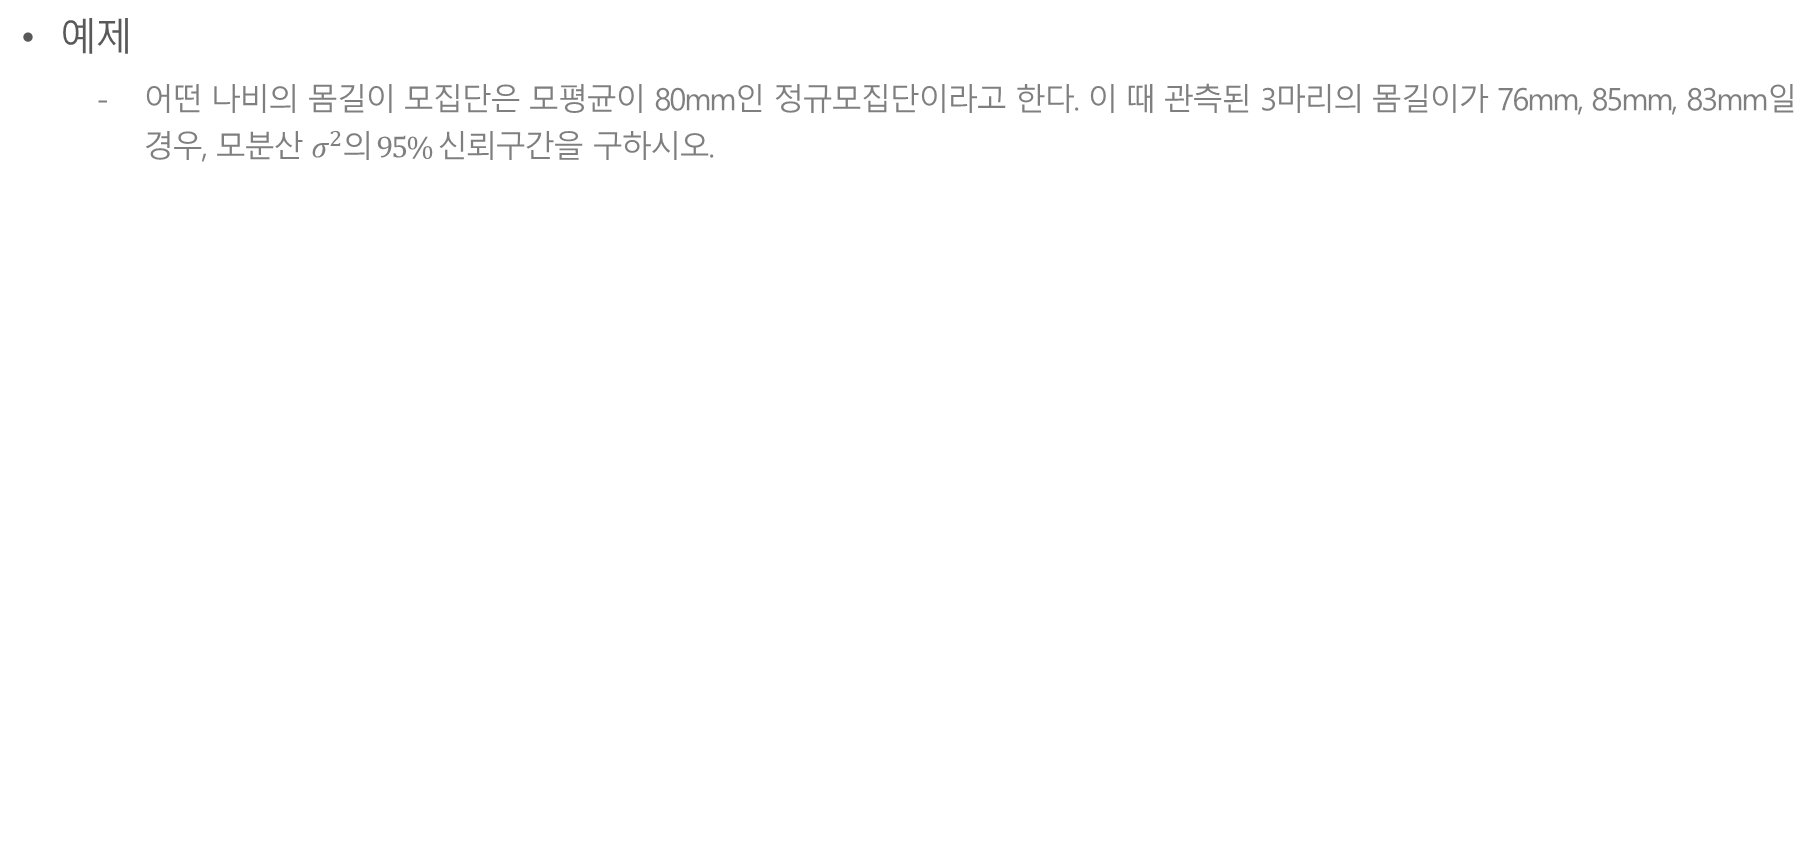 • 예제
- 어떤 나비의 몸길이 모집단은 모평균이 80mm인 정규모집단이라고 한다. 이 때 관측된 3마리의 몸길이가 76mm, 85mm, 83mm일
경우, 모분산 𝜎²의 95% 신뢰구간을 구하시오.